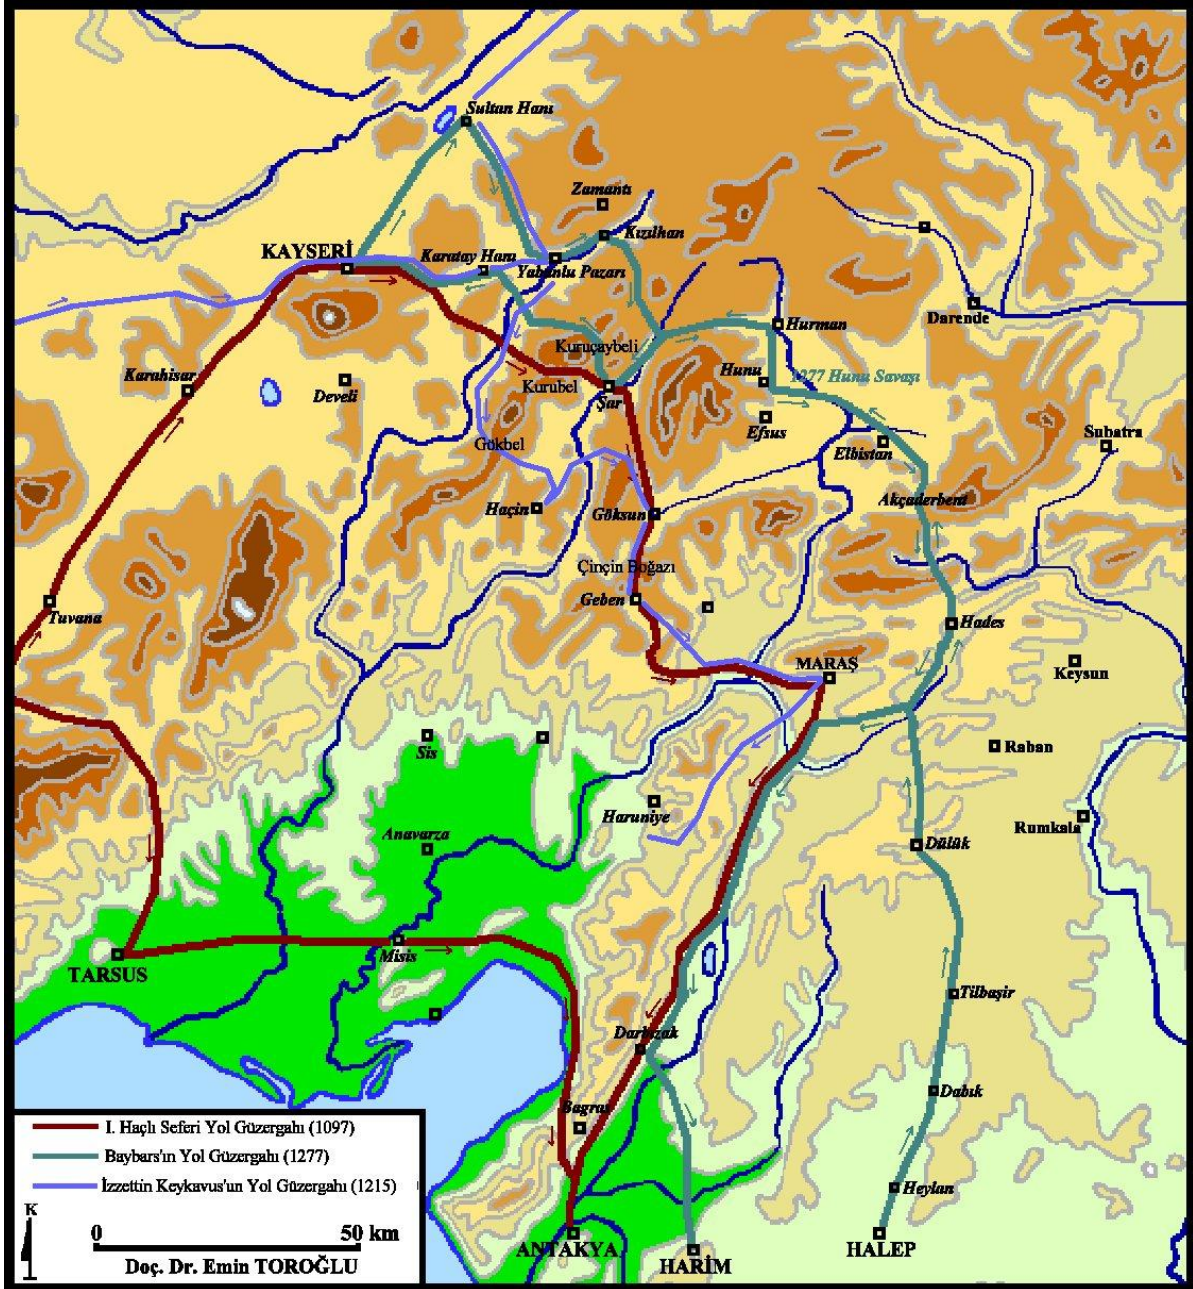 Sultan Hanı
Zamantı
Kızılhan
KAYSERİ
Karatay Hanı
Yabanlu Pazarı
Darende
Hurman
Kuruçaybeli
Karahisar
Develi
Kurubel
Şar
Hunu
1277 Hunu Savaşı
Efsus
Elbistan
Subatra
Gökbel
Akçaderbent
Haçin
Göksun
Çinçin Boğazı
Geben
Tuvana
Hades
MARAŞ
Keysun
Sis
Raban
Haruniye
Rumkala
Anavarza
Dülük
Misis
TARSUS
Tilbaşir
Darbızak
Dabık
Bagras
Heylan
ANTAKYA
HARİM
HALEP
I. Haçlı Seferi Yol Güzergahı (1097)
Baybars'ın Yol Güzergahı (1277)
İzzettin Keykavus'un Yol Güzergahı (1215)
K
0 50 km
Doç. Dr. Emin TOROĞLU